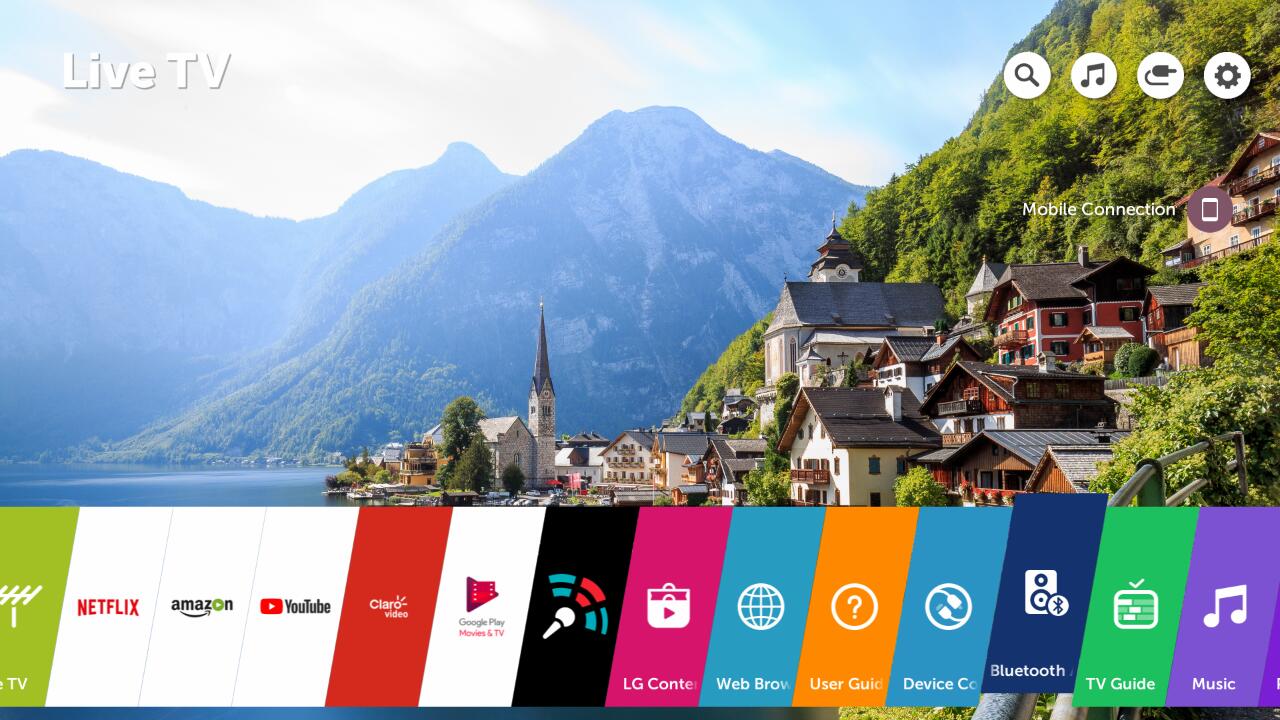 Live TV
Mobile Connection
NETFLIX
amazon
YouTube
Claro
video
Google Play
Movies & TV
e TV
LG Conte
Web Brow
User Guid
Device Co
Bluetooth
TV Guide
Music